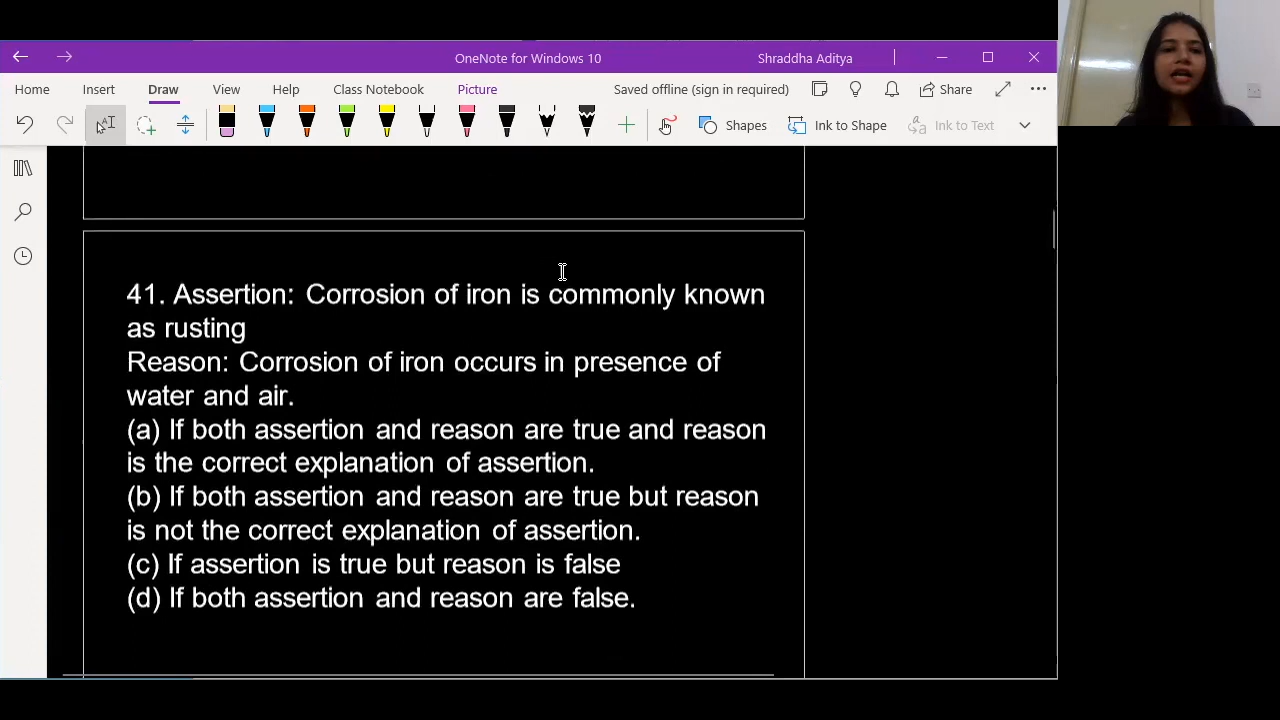 OneNote for Windows 10
Shraddha Aditya
Home Insert Draw View Help Class Notebook Picture Saved offline (sign in required) Share
Shapes Ink to Shape Ink to Text
41. Assertion: Corrosion of iron is commonly known
as rusting
Reason: Corrosion of iron occurs in presence of
water and air.
(a) If both assertion and reason are true and reason
is the correct explanation of assertion.
(b) If both assertion and reason are true but reason
is not the correct explanation of assertion.
(c) If assertion is true but reason is false
(d) If both assertion and reason are false.